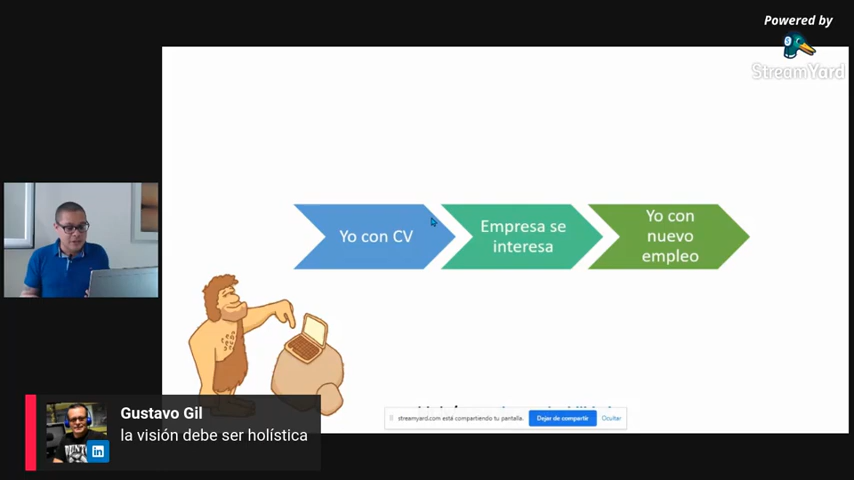 Powered by
StreamYard
Yo con CV
Empresa se
interesa
Yo con
nuevo
empleo
streamyard.com está compartiendo tu pantalla.
Dejar de compartir
Ocultar
Gustavo Gil
in
la visión debe ser holística